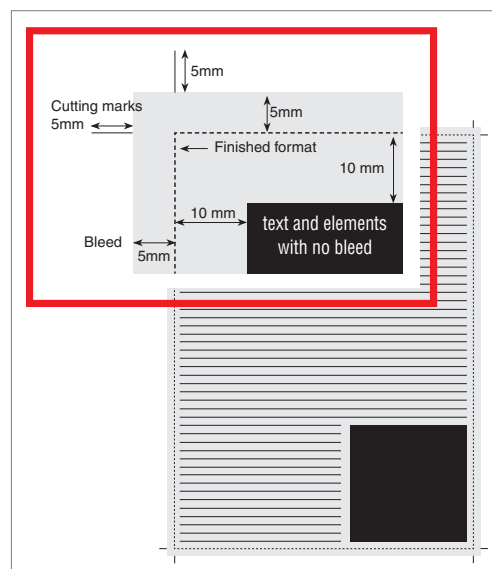 5mm
Cutting marks
5mm
5mm
Finished format
10 mm
10 mm
text and elements
with no bleed
Bleed
5mm